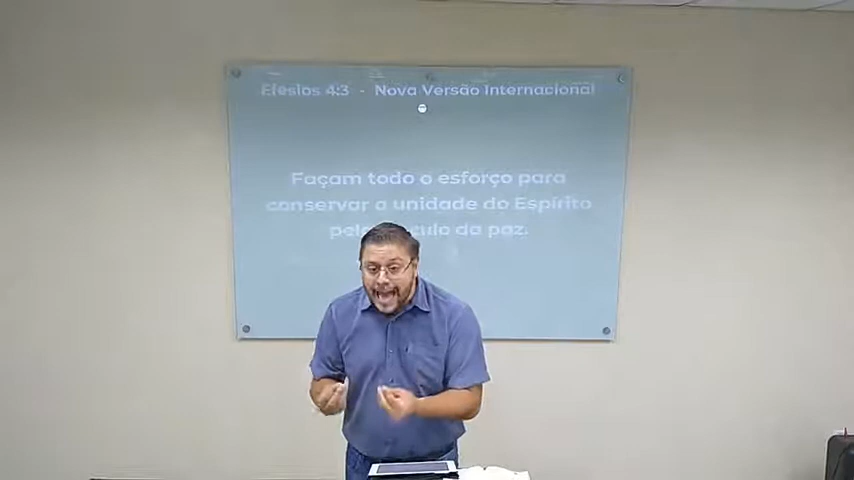 Efésios 4:3 - Nova Versão Internacional
Façam todo o esforço para
conservar a unidade do Espírito
da paz.